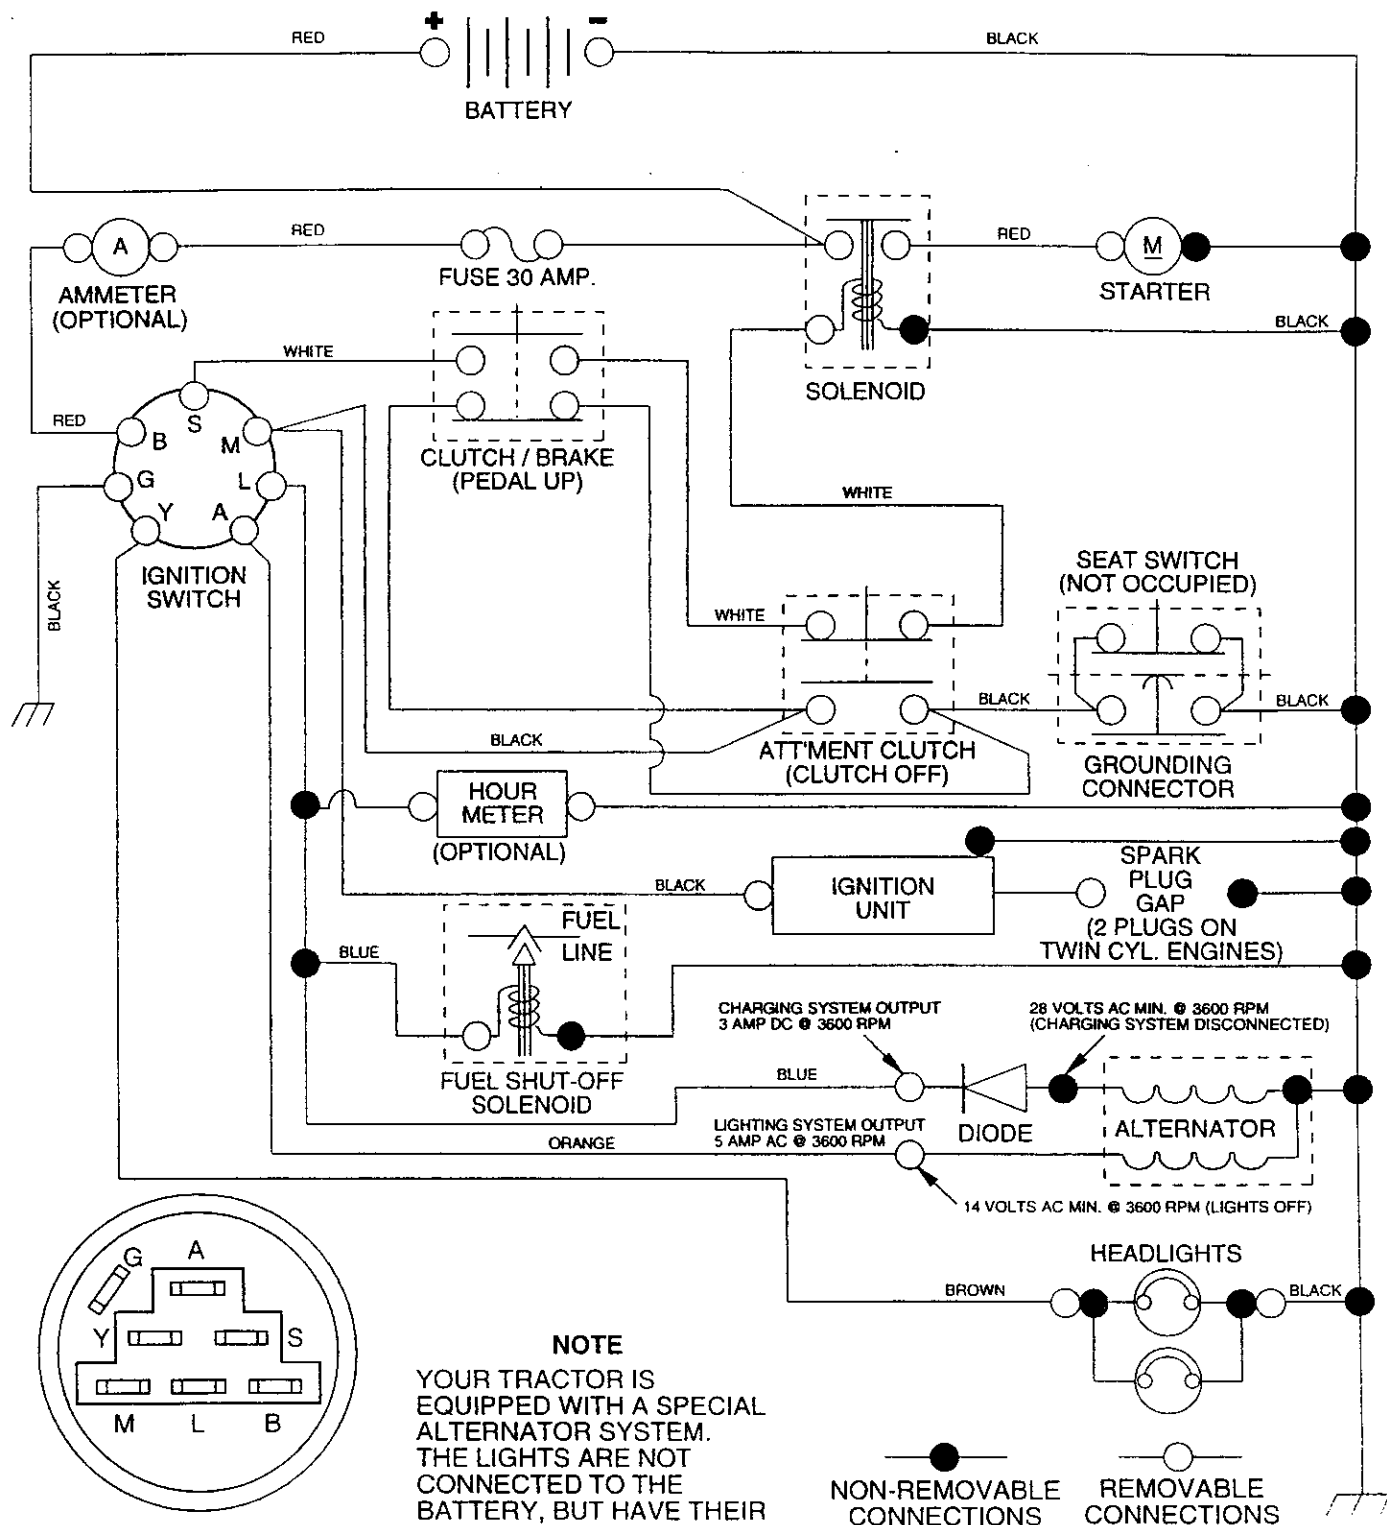 + -
RED
BLACK
BATTERY
A
RED
FUSE 30 AMP.
RED
M
STARTER
AMMETER
(OPTIONAL)
BLACK
SOLENOID
WHITE
RED
S
B
M
G
L
Y
A
IGNITION
SWITCH
BLACK
CLUTCH / BRAKE
(PEDAL UP)
WHITE
WHITE
SEAT SWITCH
(NOT OCCUPIED)
BLACK
BLACK
BLACK
ATT'MENT CLUTCH
(CLUTCH OFF)
GROUNDING
CONNECTOR
HOUR
METER
(OPTIONAL)
BLACK
IGNITION
UNIT
SPARK
PLUG
GAP
(2 PLUGS ON
TWIN CYL. ENGINES)
FUEL
LINE
BLUE
FUEL SHUT-OFF
SOLENOID
CHARGING SYSTEM OUTPUT
3 AMP DC @ 3600 RPM
28 VOLTS AC MIN. @ 3600 RPM
(CHARGING SYSTEM DISCONNECTED)
BLUE
DIODE
ALTERNATOR
LIGHTING SYSTEM OUTPUT
5 AMP AC @ 3600 RPM
ORANGE
14 VOLTS AC MIN. @ 3600 RPM (LIGHTS OFF)
HEADLIGHTS
BROWN
BLACK
G
A
Y
S
M
L
B
NOTE
YOUR TRACTOR IS
EQUIPPED WITH A SPECIAL
ALTERNATOR SYSTEM.
THE LIGHTS ARE NOT
CONNECTED TO THE
BATTERY, BUT HAVE THEIR
NON-REMOVABLE
CONNECTIONS
REMOVABLE
CONNECTIONS